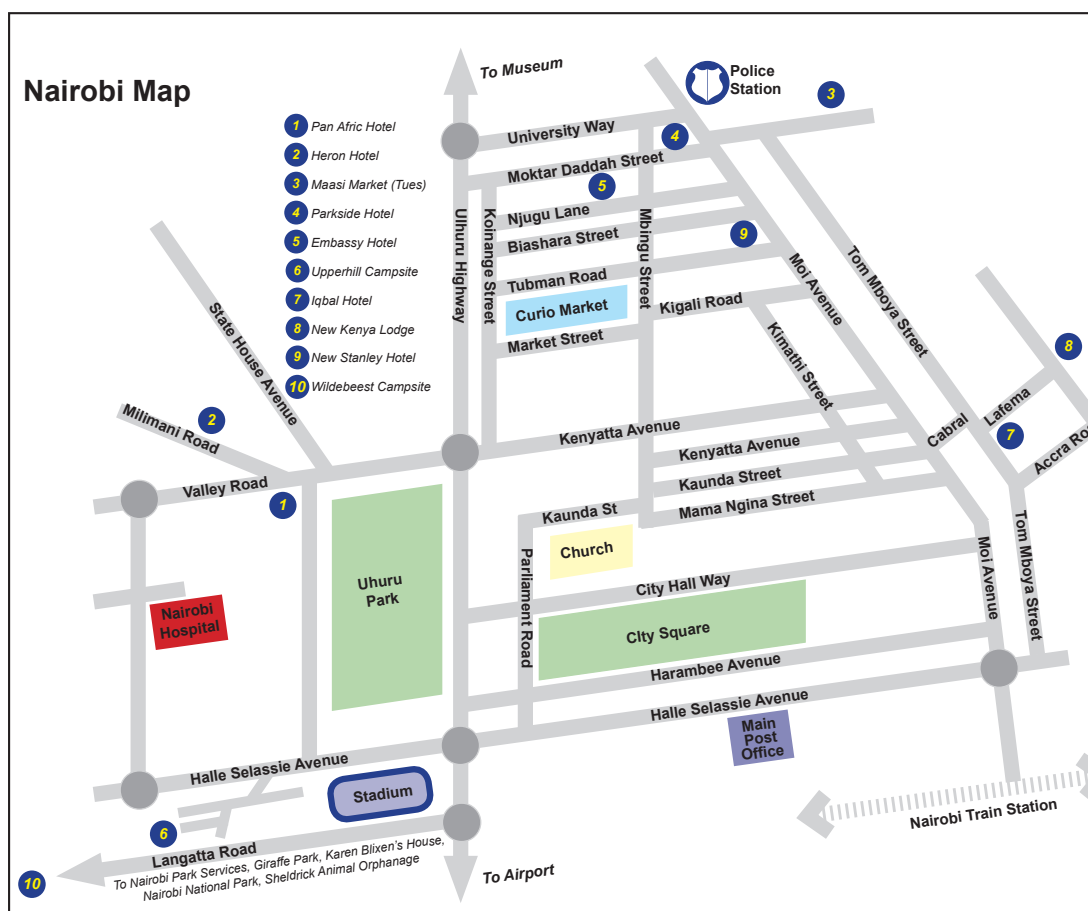 Nairobi Map
To Museum
Police
Station
3
1 Pan Afric Hotel
2 Heron Hotel
3 Maasi Market (Tues)
4 Parkside Hotel
5 Embassy Hotel
6 Upperhill Campsite
7 Iqbal Hotel
8 New Kenya Lodge
9 New Stanley Hotel
10 Wildebeest Campsite
University Way
4
Moktar Daddah Street
5
Njugu Lane
Biashara Street
9
Tubman Road
Curio Market
Kigali Road
Market Street
Ulhuru Highway
Koinange Street
Mbingu Street
Moi Avenue
Tom Mboya Street
Kimathi Street
8
State House Avenue
2
Milimani Road
Kenyatta Avenue
Kenyatta Avenue
Cabral
Lafema
7
Accra Ro
Valley Road
1
Kaunda Street
Kaunda St
Mama Ngina Street
Church
Uhuru
Park
Parliament Road
City Hall Way
Moi Avenue
Tom Mboya Street
Nairobi
Hospital
CIty Square
Harambee Avenue
Halle Selassie Avenue
Main
Post
Office
Halle Selassie Avenue
Stadium
Nairobi Train Station
6
Langatta Road
To Nairobi Park Services, Giraffe Park, Karen Blixen's House,
Nairobi National Park, Sheldrick Animal Orphanage
10
To Airport